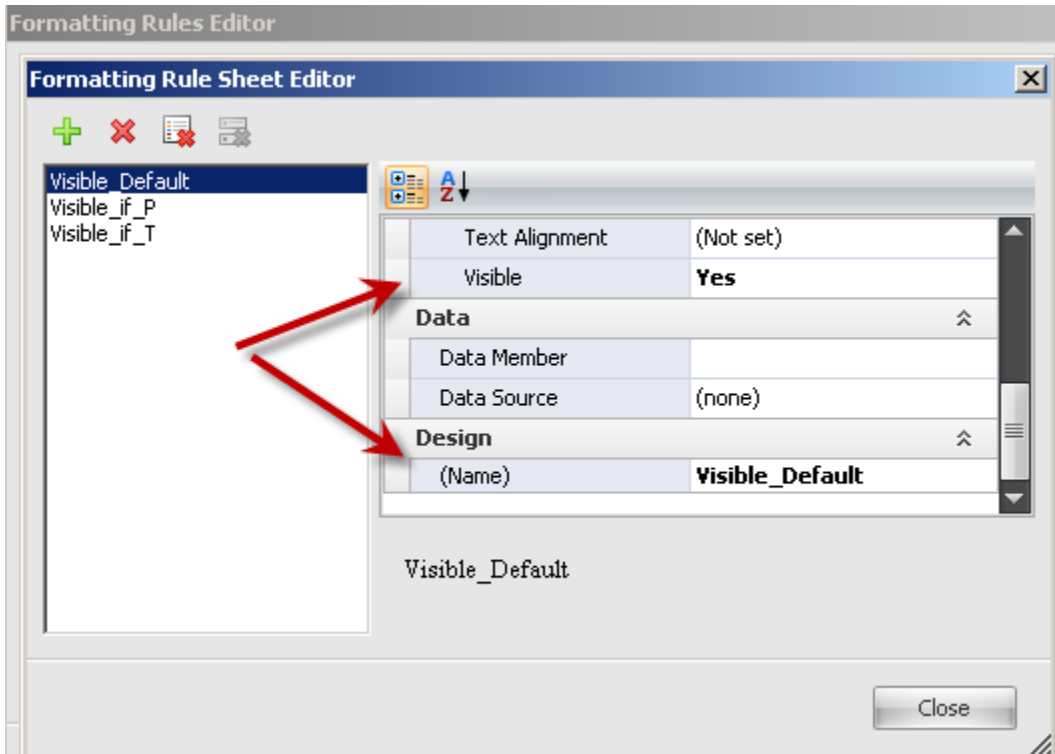 Formatting Rules Editor
Formatting Rule Sheet Editor
Visible_Default
Visible_if_P
Visible_if_T
A
Z
Text Alignment (Not set)
Visible Yes
Data
Data Member
Data Source (none)
Design
(Name) Visible_Default
Visible_Default
Close